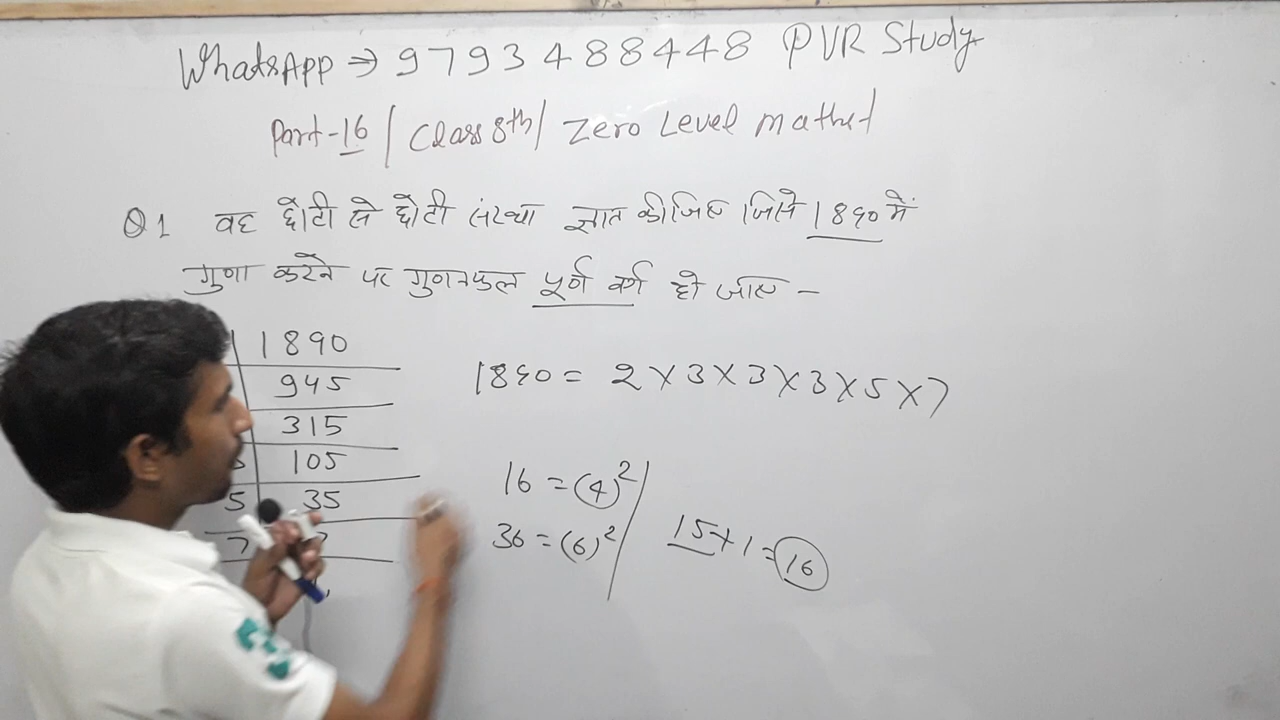 WhatsApp → 9793488448 PVR Study
Part-16 / Class 8th / Zero Level maths
Q1 वह छोटी से छोटी संख्या ज्ञात कीजिए जिसे 1890 में
गुणा करने पर गुणनफल पूर्ण वर्ग हो जाए -
1890
945
315
105
5 35
7
1890 = 2 × 3 × 3 × 3 × 5 × 7
16 = (4)²
36 = (6)²
15 + 1 = 16